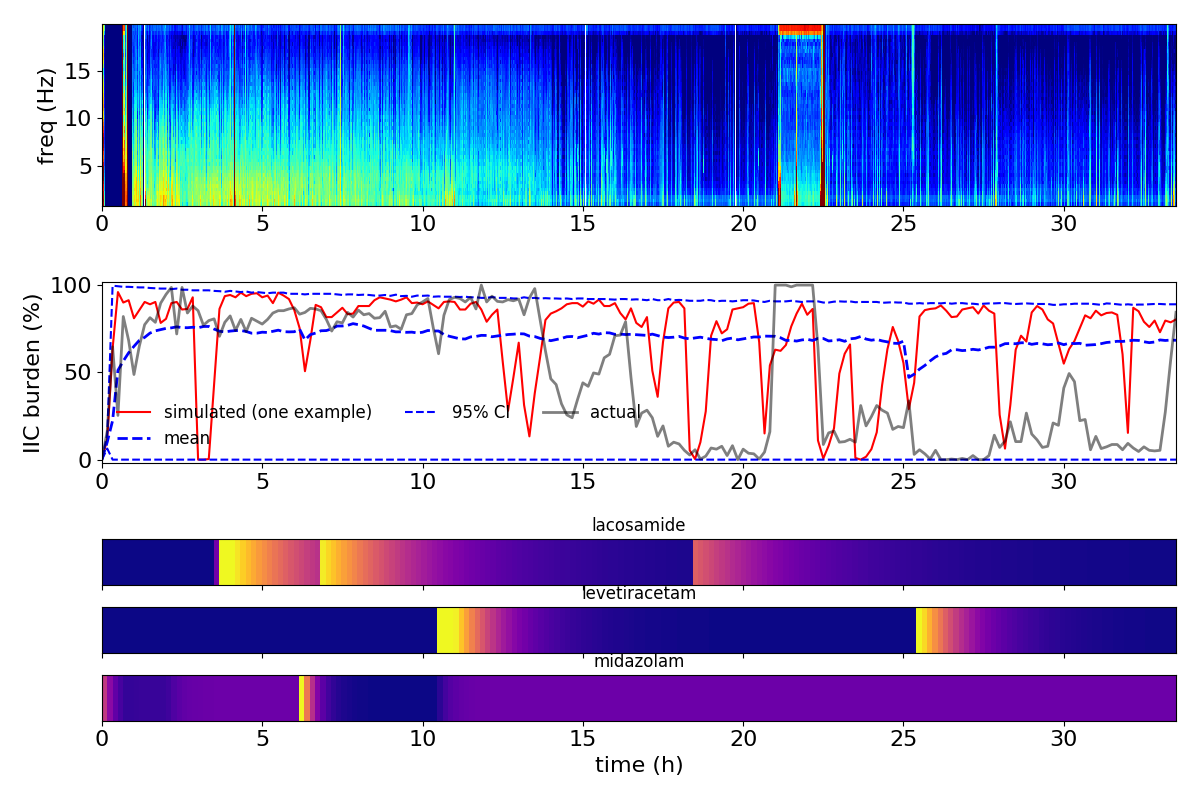 freq (Hz)
15
10
5
0 5 10 15 20 25 30
IIC burden (%)
100
50
0
simulated (one example) 95% CI actual
mean
0 5 10 15 20 25 30
lacosamide
levetiracetam
midazolam
0 5 10 15 20 25 30
time (h)